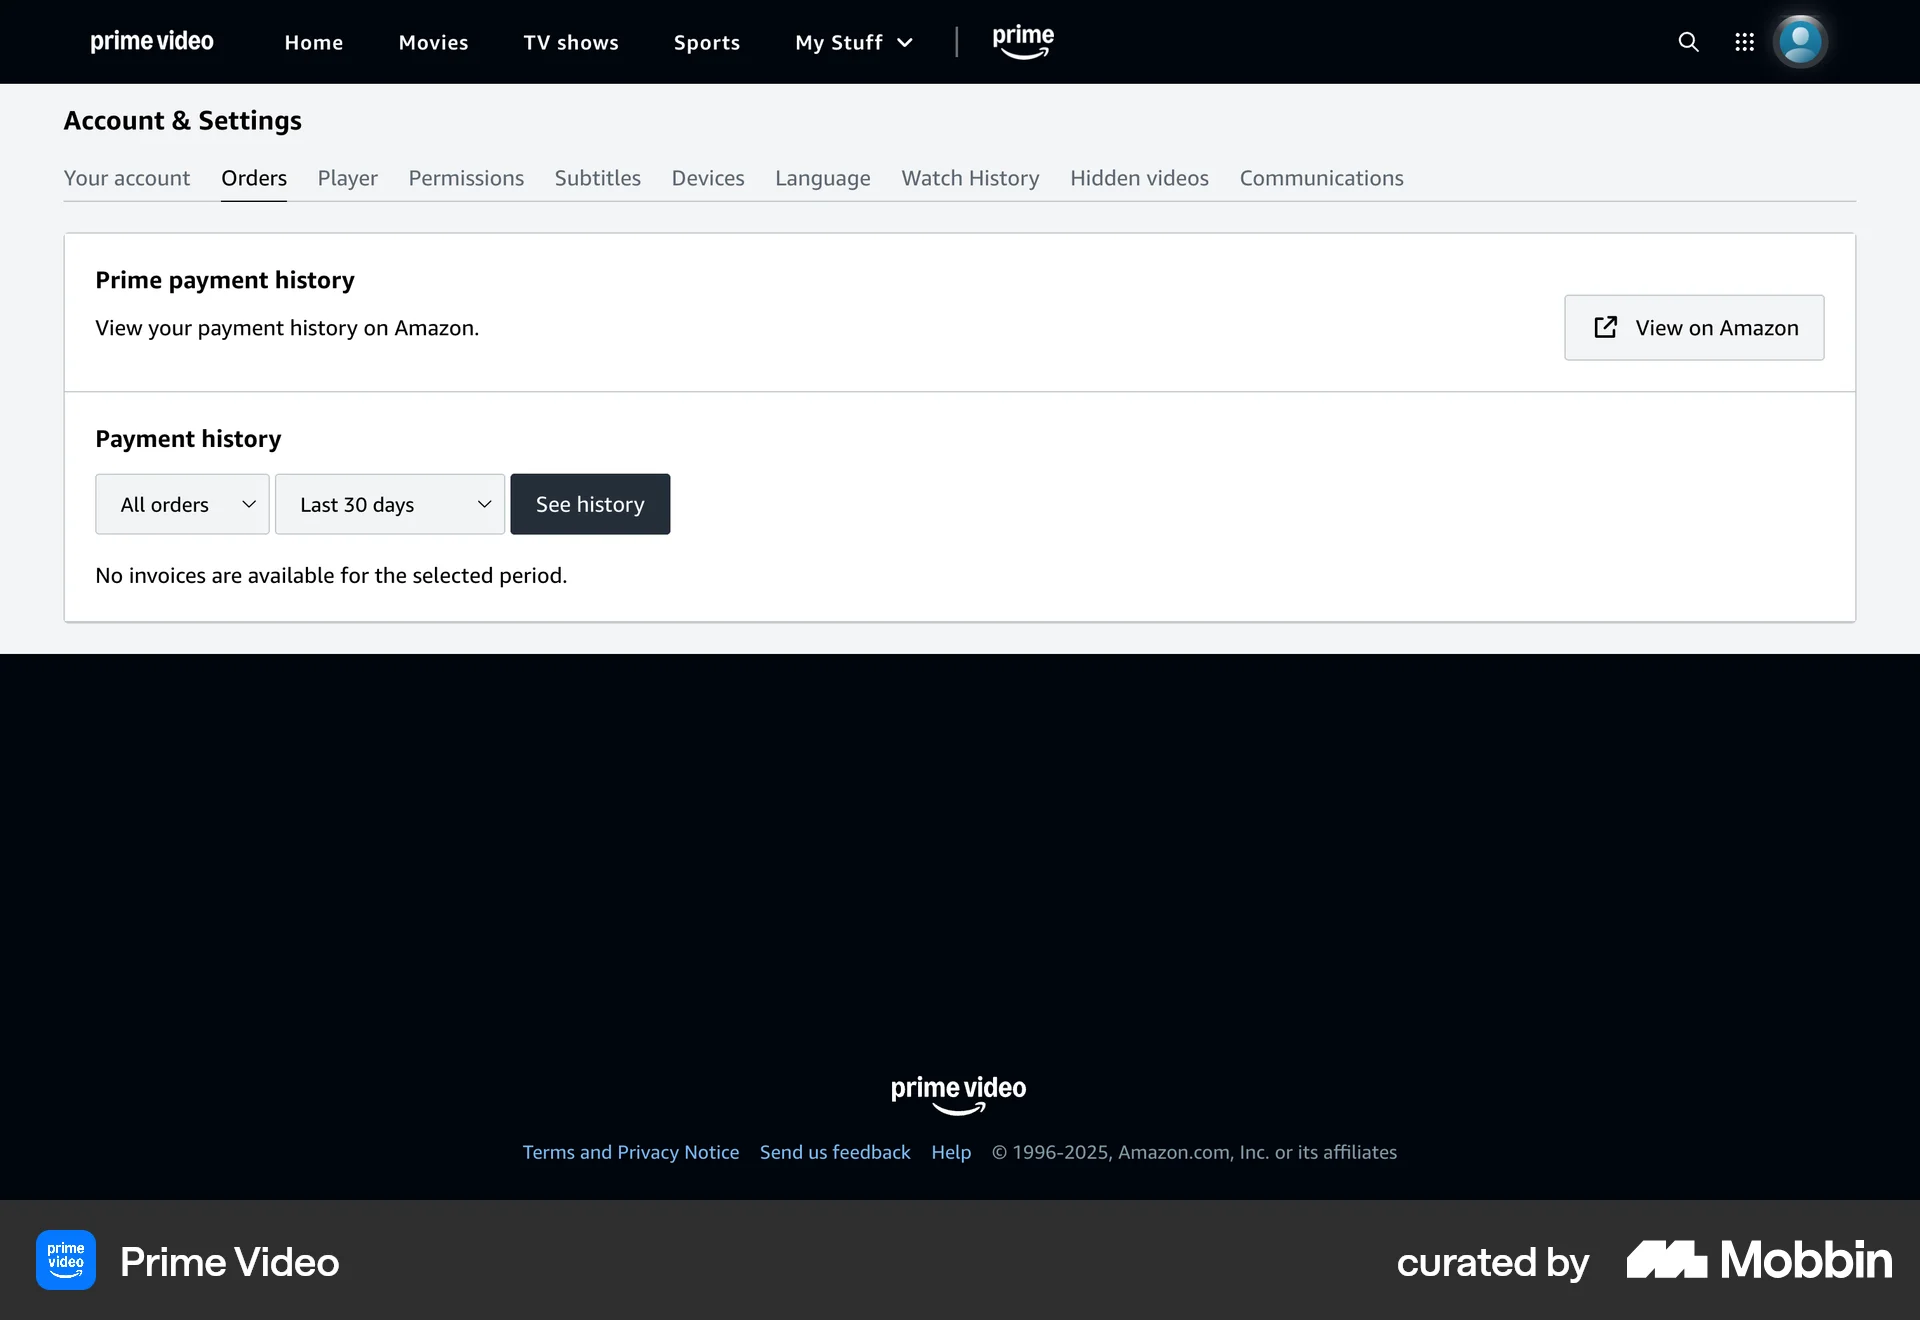 prime video Home Movies TV shows Sports My Stuff prime
Account & Settings
Your account Orders Player Permissions Subtitles Devices Language Watch History Hidden videos Communications
Prime payment history
View your payment history on Amazon.
View on Amazon
Payment history
All orders Last 30 days See history
No invoices are available for the selected period.
prime video
Terms and Privacy Notice Send us feedback Help © 1996-2025, Amazon.com, Inc. or its affiliates
prime
video
Prime Video
curated by Mobbin